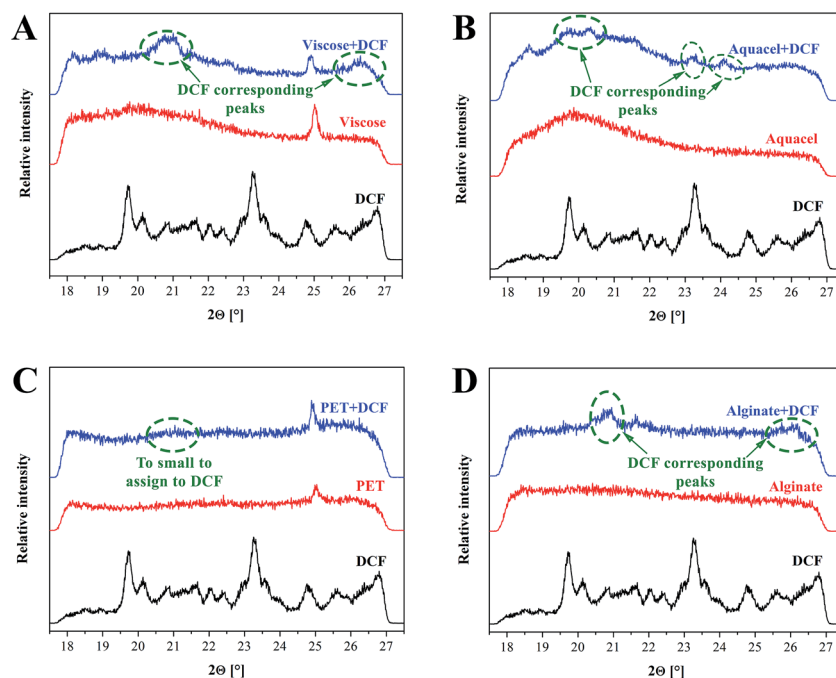 A
Relative intensity
Viscose+DCF
DCF corresponding
peaks
Viscose
DCF
18 19 20 21 22 23 24 25 26 27
2Θ [°]
B
Relative intensity
Aquacel+DCF
DCF corresponding
peaks
Aquacel
DCF
18 19 20 21 22 23 24 25 26 27
2Θ [°]
C
Relative intensity
PET+DCF
To small to
assign to DCF
PET
DCF
18 19 20 21 22 23 24 25 26 27
2Θ [°]
D
Relative intensity
Alginate+DCF
DCF corresponding
peaks
Alginate
DCF
18 19 20 21 22 23 24 25 26 27
2Θ [°]